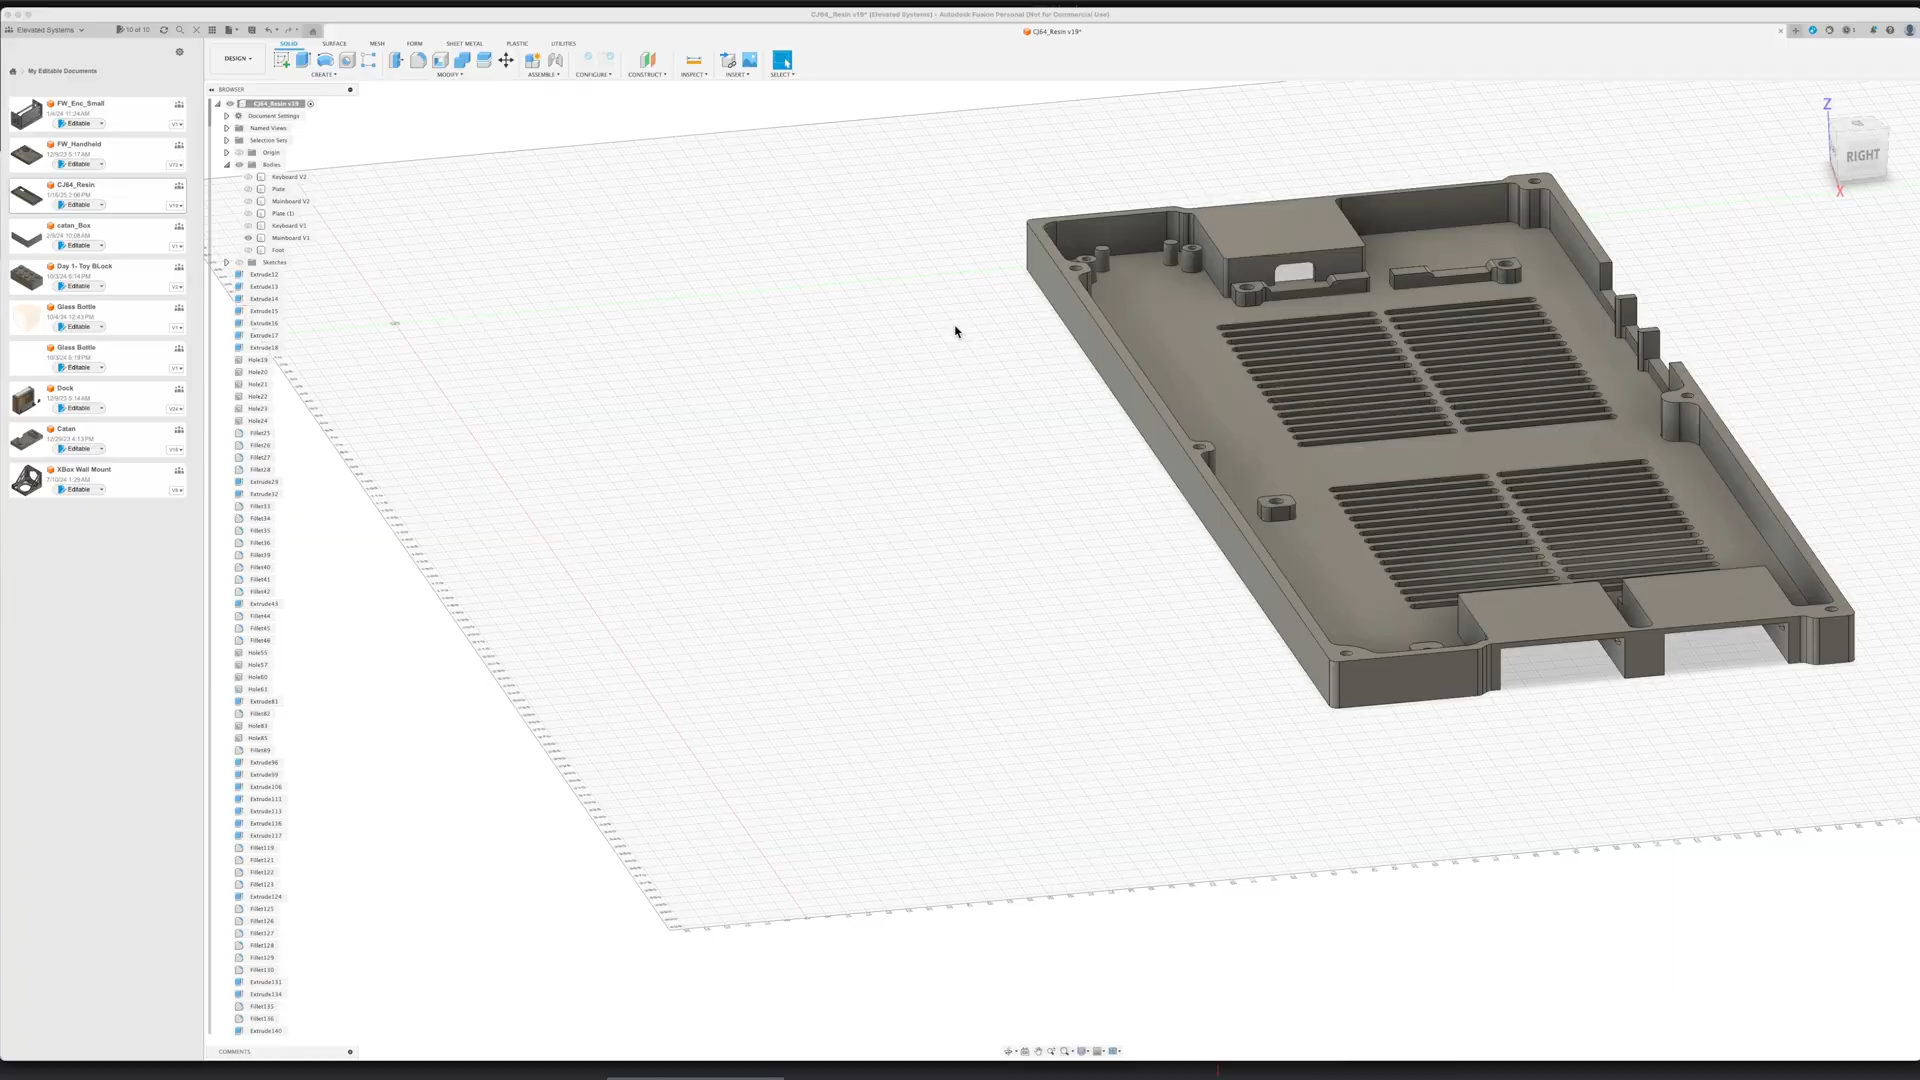 CJ64_Resin v19* (Elevated Systems) - Autodesk Fusion Personal (Not for Commercial Use)
Elevated Systems
10 of 10
CJ64_Resin v19*
My Editable Documents
FW_Enc_Small
1/4/24 11:24 AM
Editable
V1
FW_Handheld
12/9/23 5:17 AM
Editable
V72
CJ64_Resin
1/16/25 2:06 PM
Editable
V19
catan_Box
2/9/24 10:08 AM
Editable
V1
Day 1- Toy BLock
10/3/24 6:14 PM
Editable
V2
Glass Bottle
10/4/24 12:43 PM
Editable
V1
Glass Bottle
10/3/24 6:19 PM
Editable
V1
Dock
12/9/23 5:14 AM
Editable
V24
Catan
12/29/23 4:13 PM
Editable
XBox Wall Mount
7/10/24 1:29 AM
Editable
DESIGN
SOLID
SURFACE
MESH
FORM
SHEET METAL
PLASTIC
UTILITIES
CREATE
MODIFY
ASSEMBLE
CONFIGURE
CONSTRUCT
INSPECT
INSERT
SELECT
BROWSER
CJ64_Resin v19
Document Settings
Named Views
Selection Sets
Origin
Bodies
Keyboard V2
Plate
Mainboard V2
Plate (1)
Keyboard V1
Mainboard V1
Foot
Sketches
Extrude12
Extrude13
Extrude14
Extrude15
Extrude16
Extrude17
Extrude18
Hole19
Hole20
Hole21
Hole22
Hole23
Hole24
Fillet25
Fillet26
Fillet27
Fillet28
Extrude29
Extrude32
Fillet33
Fillet34
Fillet35
Fillet36
Fillet39
Fillet40
Fillet41
Fillet42
Extrude43
Fillet44
Fillet45
Fillet46
Hole55
Hole57
Hole60
Hole61
Extrude81
Fillet82
Hole83
Hole85
Fillet89
Extrude96
Extrude99
Extrude106
Extrude111
Extrude113
Extrude116
Extrude117
Fillet119
Fillet121
Fillet122
Fillet123
Extrude124
Fillet125
Fillet126
Fillet127
Fillet128
Fillet129
Fillet130
Extrude131
Extrude134
Fillet135
Fillet136
Extrude140
COMMENTS
Z
RIGHT
X